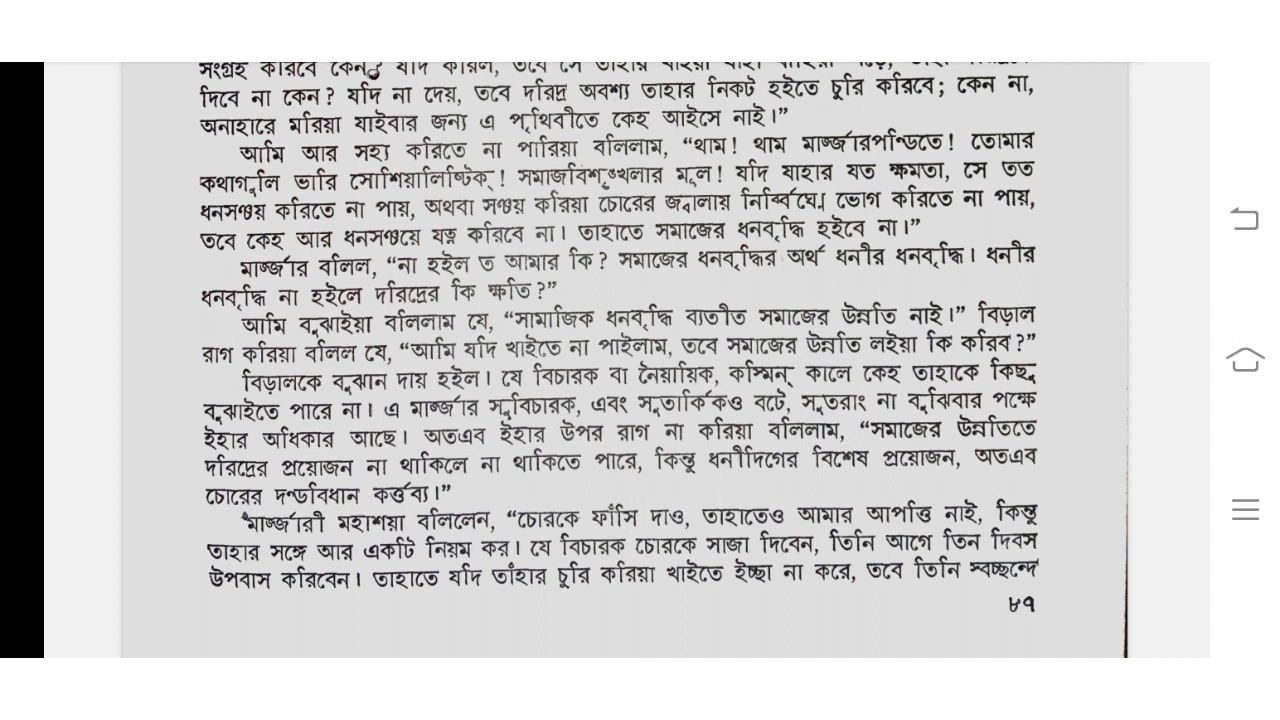 সংগ্রহ করিবে কেন? যদি করিল, তবে সে তাহার খাইয়া যাহা বাহিয়া পড়ে, তাহা
দিবে না কেন? যদি না দেয়, তবে দরিদ্র অবশ্য তাহার নিকট হইতে চুরি করিবে; কেন না,
অনাহারে মরিয়া যাইবার জন্য এ পৃথিবীতে কেহ আইসে নাই।”
আমি আর সহ্য করিতে না পারিয়া বলিলাম, “থাম! থাম মার্জ্জারপণ্ডিতে! তোমার
কথাগুলি ভারি সোশিয়ালিষ্টিক্! সমাজবিশৃঙ্খলার মূল! যদি যাহার যত ক্ষমতা, সে তত
ধনসঞ্চয় করিতে না পায়, অথবা সঞ্চয় করিয়া চোরের জ্বালায় নির্ব্বিঘ্নে ভোগ করিতে না পায়,
তবে কেহ আর ধনসঞ্চয়ে যত্ন করিবে না। তাহাতে সমাজের ধনবৃদ্ধি হইবে না।”
মার্জ্জার বলিল, “না হইল ত আমার কি? সমাজের ধনবৃদ্ধির অর্থ ধনীর ধনবৃদ্ধি। ধনীর
ধনবৃদ্ধি না হইলে দরিদ্রের কি ক্ষতি?”
আমি বুঝাইয়া বলিলাম যে, “সামাজিক ধনবৃদ্ধি ব্যতীত সমাজের উন্নতি নাই।” বিড়াল
রাগ করিয়া বলিল যে, “আমি যদি খাইতে না পাইলাম, তবে সমাজের উন্নতি লইয়া কি করিব?”
বিড়ালকে বুঝান দায় হইল। যে বিচারক বা নৈয়ায়িক, কস্মিন্ কালে কেহ তাহাকে কিছু
বুঝাইতে পারে না। এ মার্জ্জার সুবিচারক, এবং সুতার্কিকও বটে, সুতরাং না বুঝিবার পক্ষে
ইহার অধিকার আছে। অতএব ইহার উপর রাগ না করিয়া বলিলাম, “সমাজের উন্নতিতে
দরিদ্রের প্রয়োজন না থাকিলে না থাকিতে পারে, কিন্তু ধনীদিগের বিশেষ প্রয়োজন, অতএব
চোরের দণ্ডবিধান কর্ত্তব্য।”
মার্জ্জারী মহাশয়া বলিলেন, “চোরকে ফাঁসি দাও, তাহাতেও আমার আপত্তি নাই, কিন্তু
তাহার সঙ্গে আর একটি নিয়ম কর। যে বিচারক চোরকে সাজা দিবেন, তিনি আগে তিন দিবস
উপবাস করিবেন। তাহাতে যদি তাঁহার চুরি করিয়া খাইতে ইচ্ছা না করে, তবে তিনি স্বচ্ছন্দে
৮৭